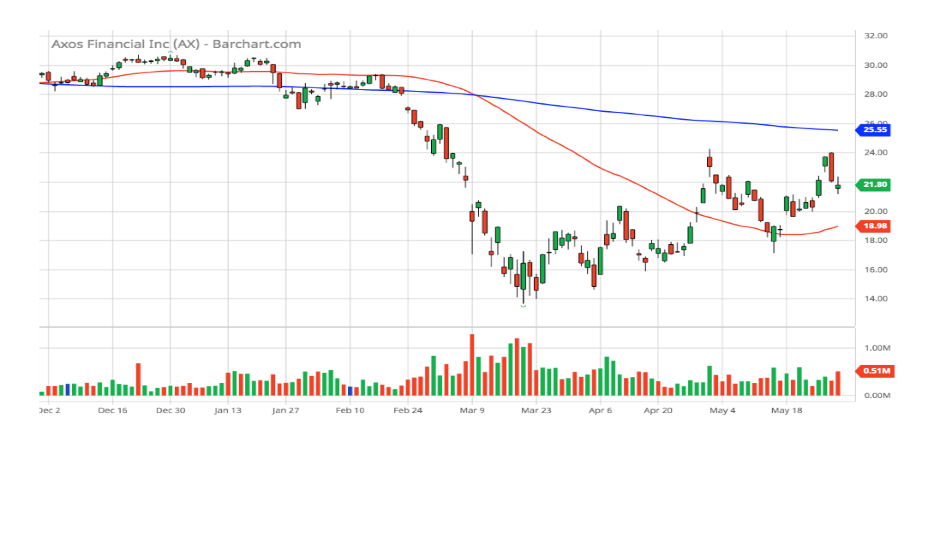 Axos Financial Inc (AX) - Barchart.com
32.00
30.00
28.00
26.00
25.55
24.00
21.80
20.00
18.98
18.00
16.00
14.00
1.00M
0.51M
0.00M
Dec 2 Dec 16 Dec 30 Jan 13 Jan 27 Feb 10 Feb 24 Mar 9 Mar 23 Apr 6 Apr 20 May 4 May 18